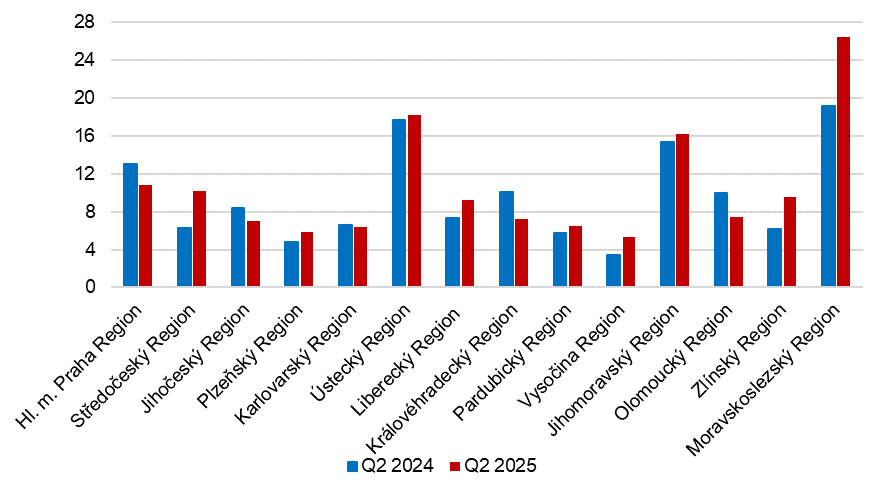 28
24
20
16
12
8
4
0
Hl. m. Praha Region
Středočeský Region
Jihočeský Region
Plzeňský Region
Karlovarský Region
Ústecký Region
Liberecký Region
Královéhradecký Region
Pardubický Region
Vysočina Region
Jihomoravský Region
Olomoucký Region
Zlínský Region
Moravskoslezský Region
Q2 2024 Q2 2025